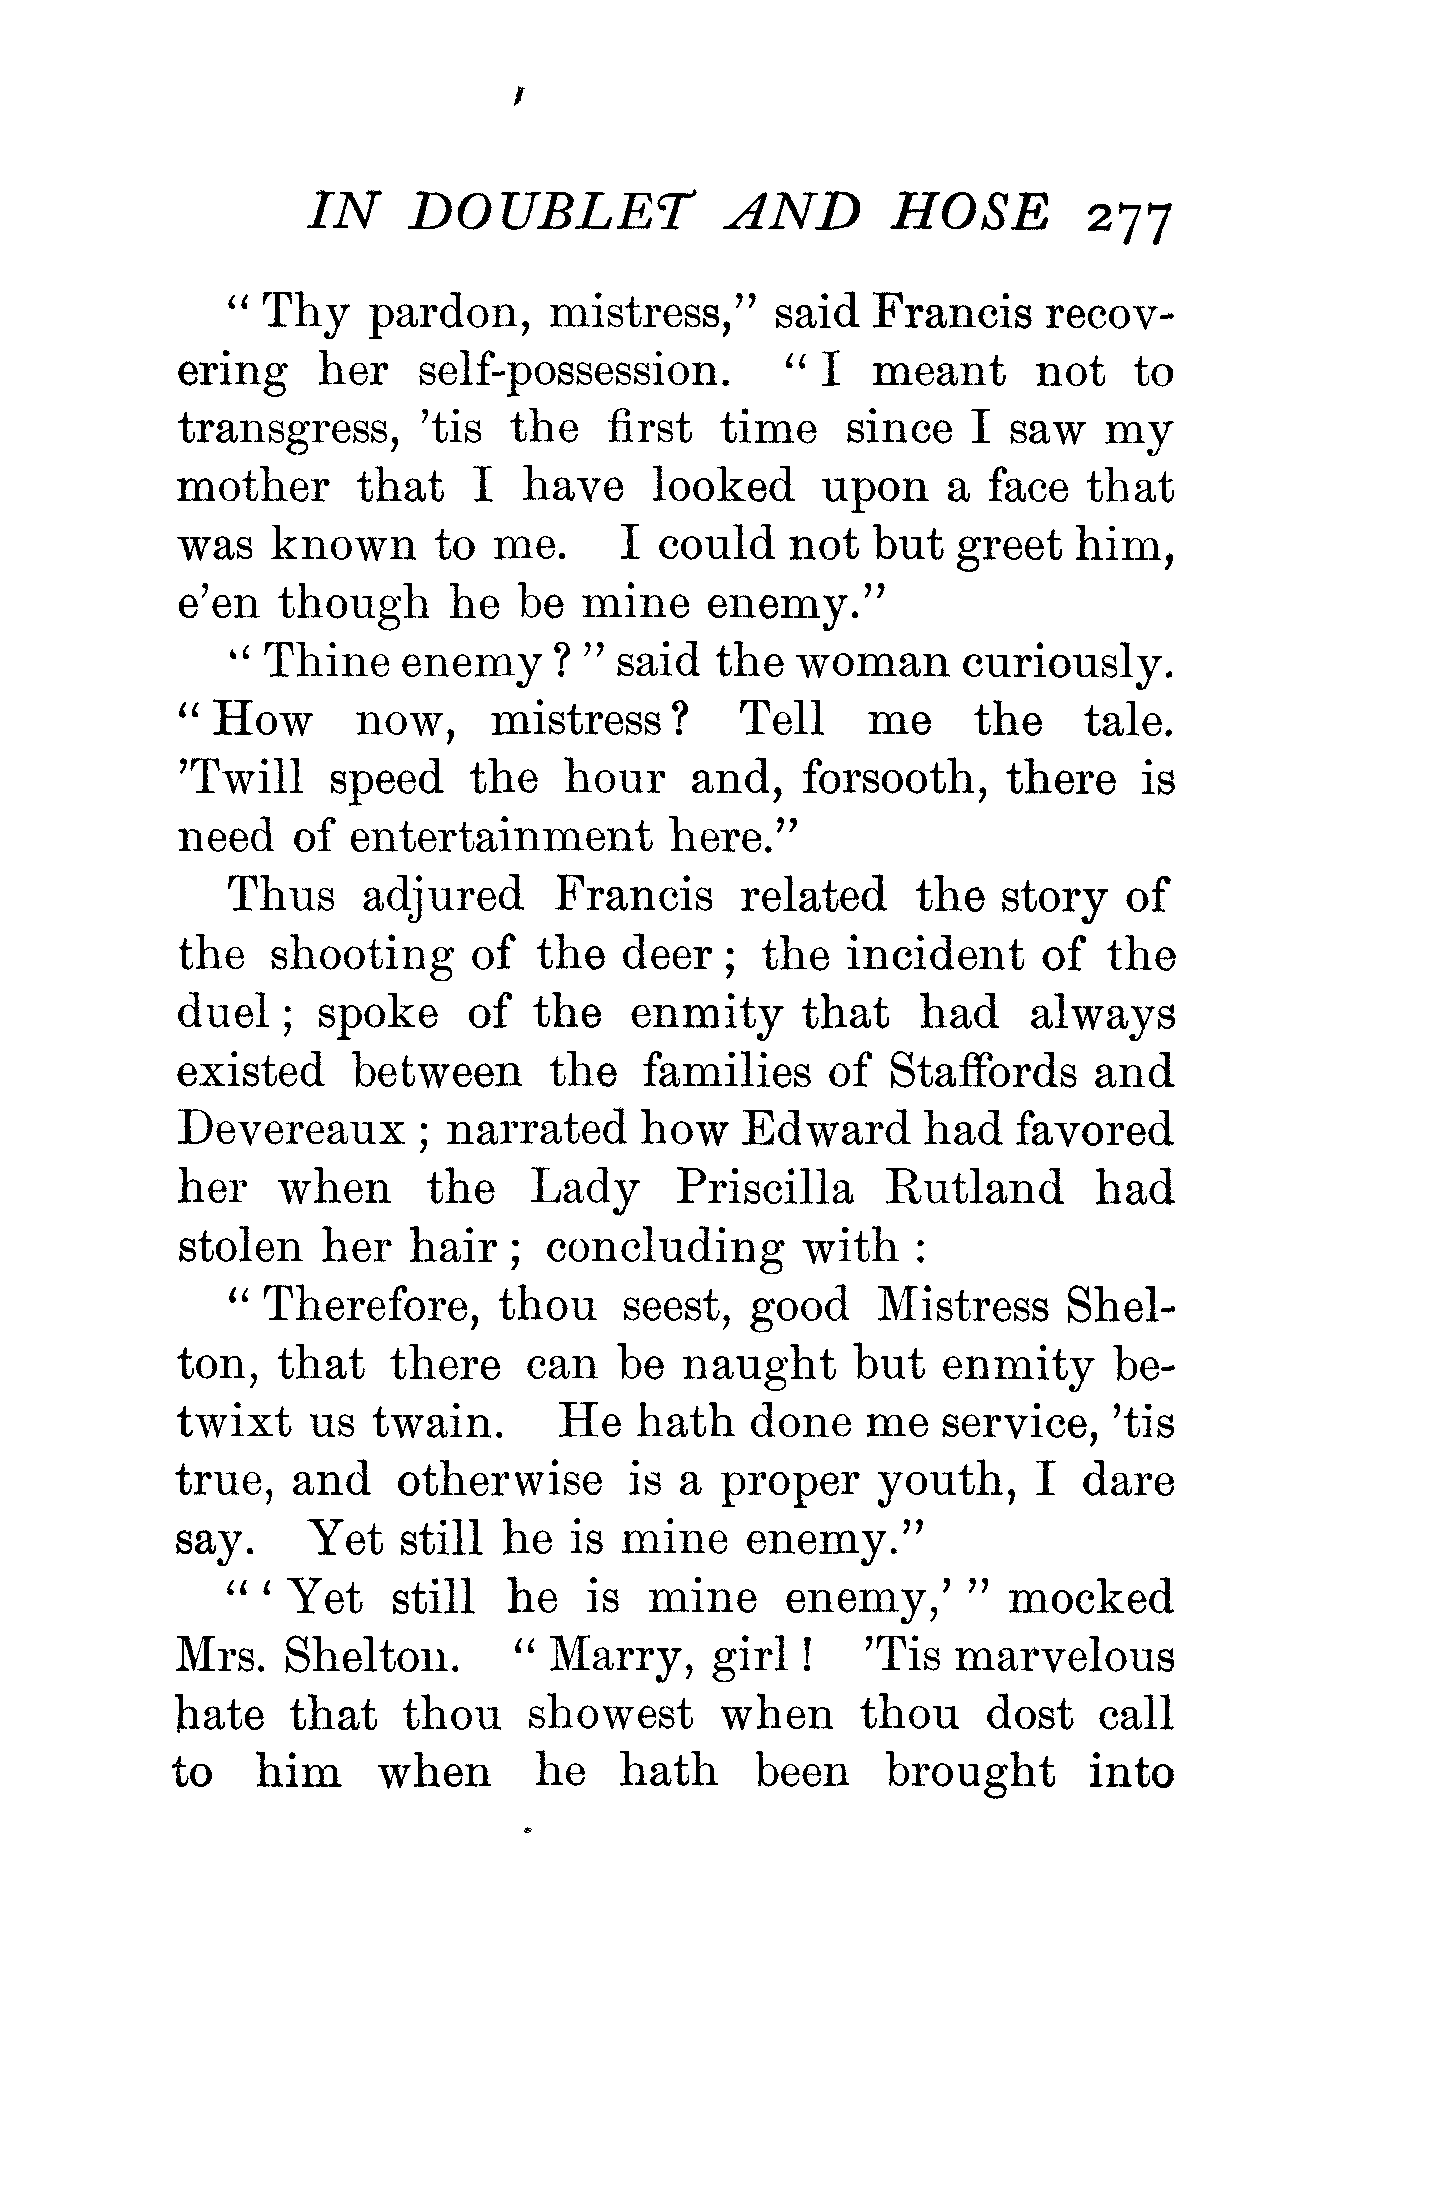 IN DOUBLET AND HOSE 277
“ Thy pardon, mistress,” said Francis recov-
ering her self-possession. “ I meant not to
transgress, ’tis the first time since I saw my
mother that I have looked upon a face that
was known to me. I could not but greet him,
e’en though he be mine enemy.”
“ Thine enemy ? ” said the woman curiously.
“ How now, mistress ? Tell me the tale.
’Twill speed the hour and, forsooth, there is
need of entertainment here.”
Thus adjured Francis related the story of
the shooting of the deer ; the incident of the
duel ; spoke of the enmity that had always
existed between the families of Staffords and
Devereaux ; narrated how Edward had favored
her when the Lady Priscilla Rutland had
stolen her hair ; concluding with :
“ Therefore, thou seest, good Mistress Shel-
ton, that there can be naught but enmity be-
twixt us twain. He hath done me service, ’tis
true, and otherwise is a proper youth, I dare
say. Yet still he is mine enemy.”
“ ‘ Yet still he is mine enemy,’ ” mocked
Mrs. Shelton. “ Marry, girl ! ’Tis marvelous
hate that thou showest when thou dost call
to him when he hath been brought into